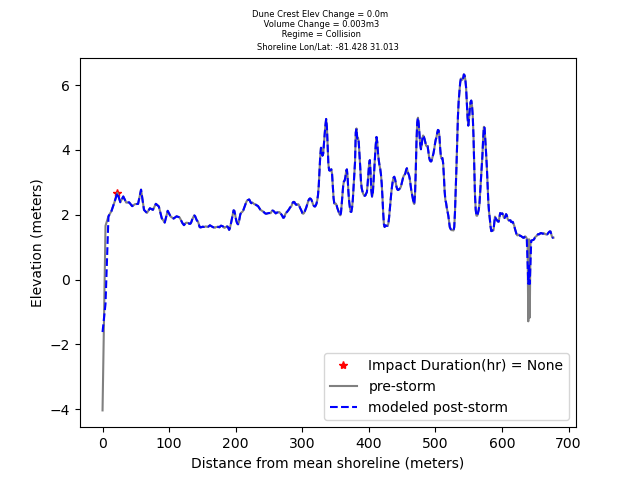 Dune Crest Elev Change = 0.0m
Volume Change = 0.003m3
Regime = Collision
Shoreline Lon/Lat: -81.428 31.013
Elevation (meters)
6
4
2
0
−2
−4
Impact Duration(hr) = None
pre-storm
modeled post-storm
0 100 200 300 400 500 600 700
Distance from mean shoreline (meters)